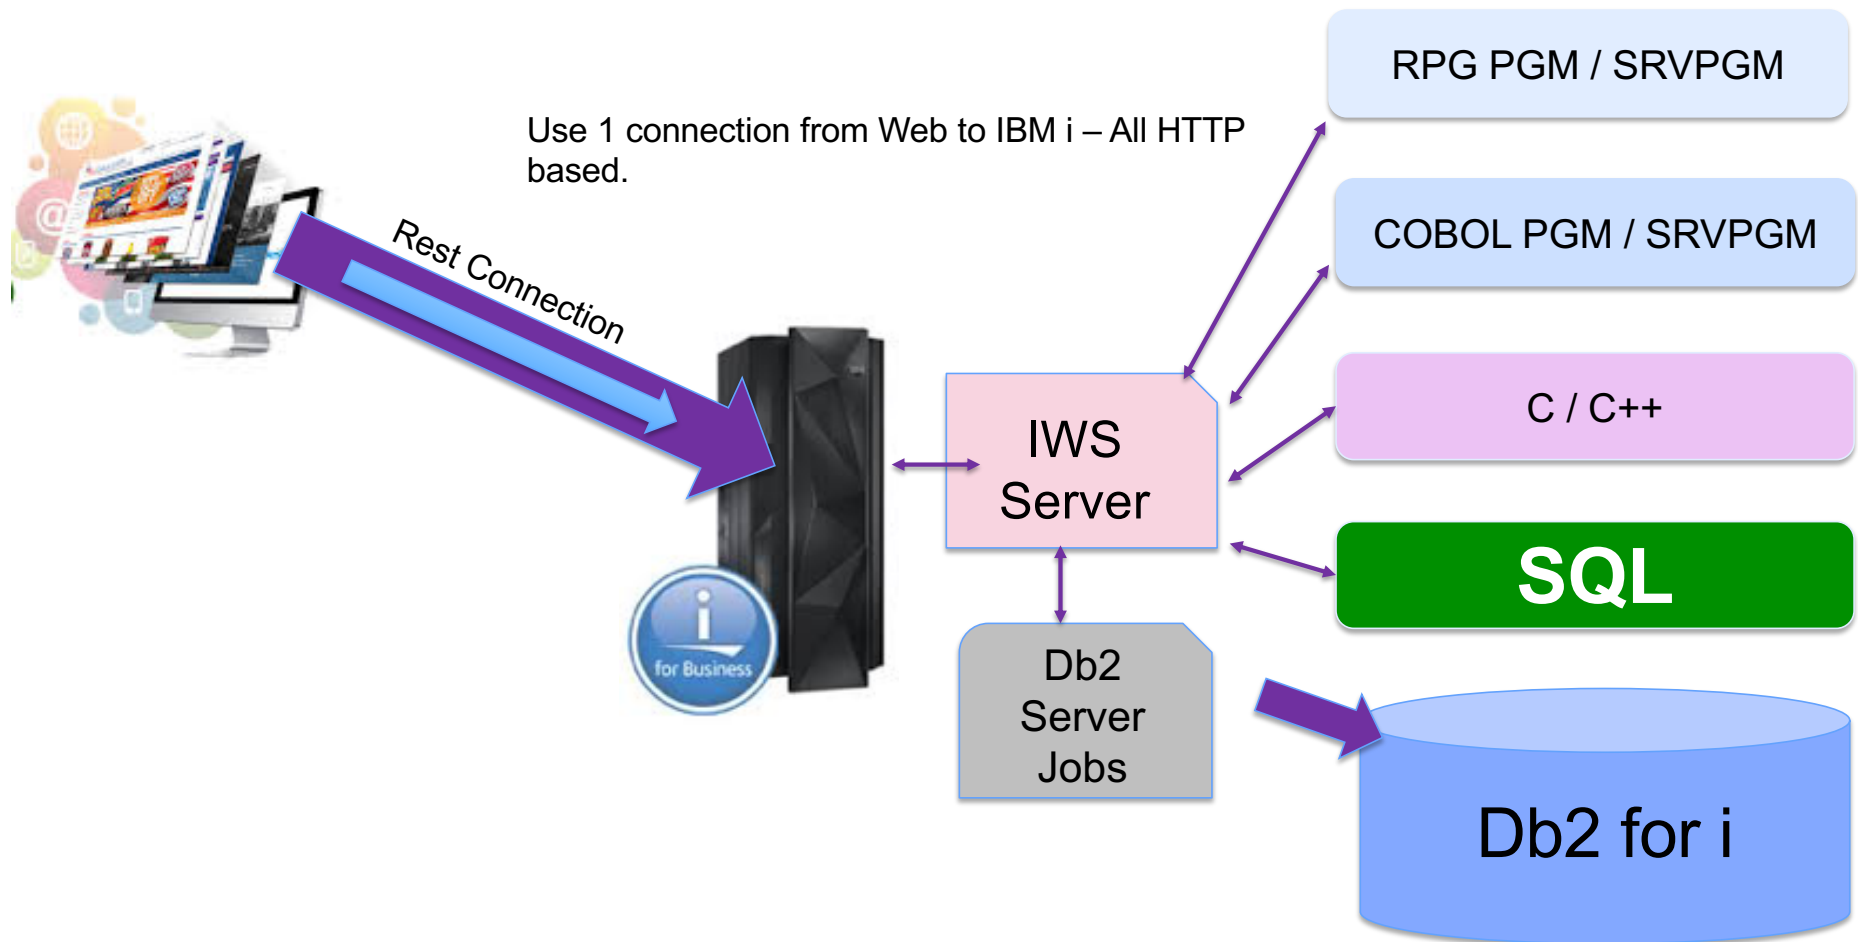 RPG PGM / SRVPGM
Use 1 connection from Web to IBM i – All HTTP
based.
COBOL PGM / SRVPGM
@
Rest Connection
C / C++
IWS
Server
SQL
i
for Business
Db2
Server
Jobs
Db2 for i